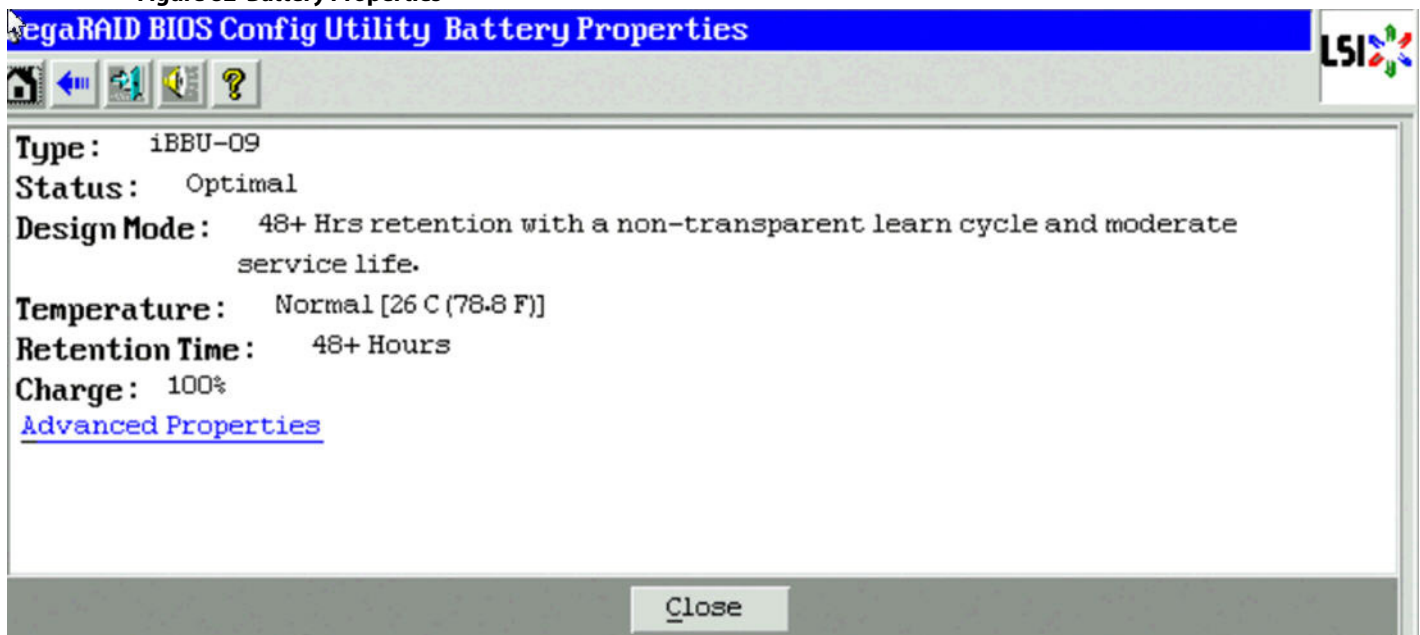 egaRAID BIOS Config Utility Battery Properties
LSI
?
Type: iBBU-09
Status: Optimal
Design Mode: 48+ Hrs retention with a non-transparent learn cycle and moderate
service life.
Temperature: Normal [26 C (78.8 F)]
Retention Time: 48+ Hours
Charge: 100%
Advanced Properties
Close